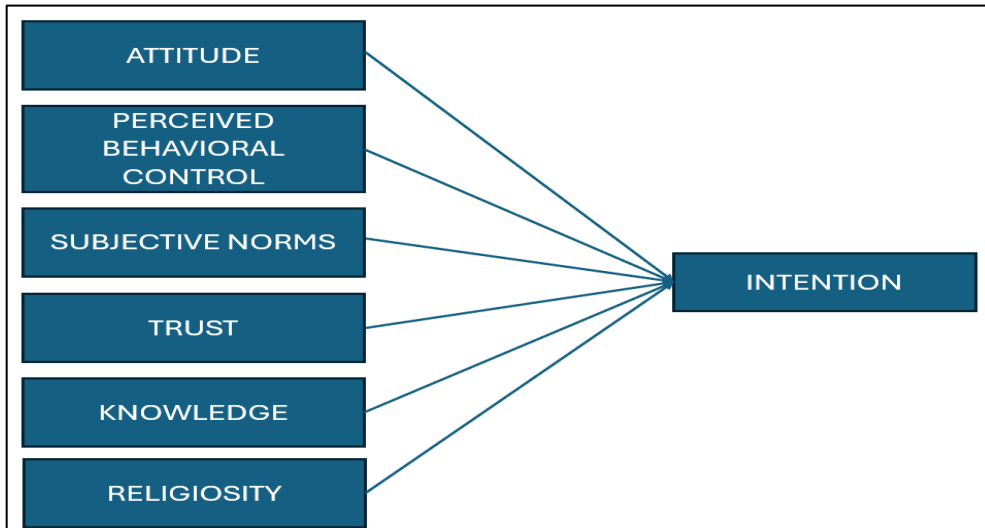 ATTITUDE
PERCEIVED
BEHAVIORAL
CONTROL
SUBJECTIVE NORMS
TRUST
KNOWLEDGE
RELIGIOSITY
INTENTION